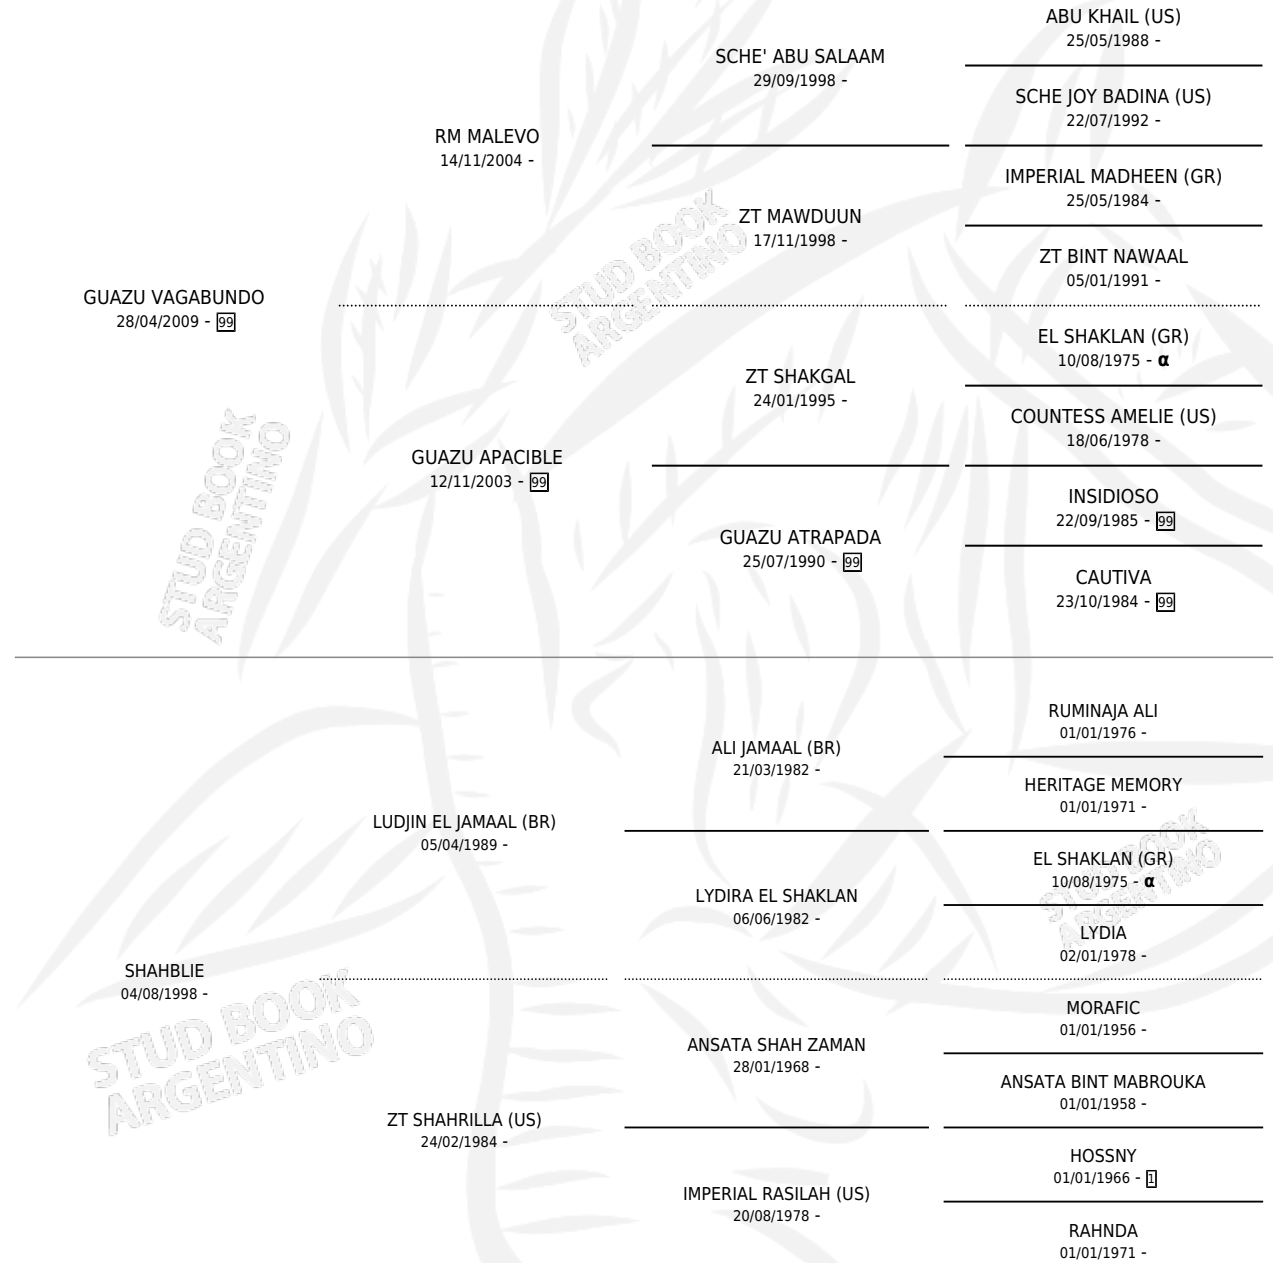 ABU KHAIL (US)
25/05/1988 -
SCHE' ABU SALAAM
29/09/1998 -
SCHE JOY BADINA (US)
22/07/1992 -
RM MALEVO
14/11/2004 -
IMPERIAL MADHEEN (GR)
25/05/1984 -
ZT MAWDUUN
17/11/1998 -
ZT BINT NAWAAL
05/01/1991 -
GUAZU VAGABUNDO
28/04/2009 - 99
EL SHAKLAN (GR)
10/08/1975 - α
ZT SHAKGAL
24/01/1995 -
COUNTESS AMELIE (US)
18/06/1978 -
GUAZU APACIBLE
12/11/2003 - 99
INSIDIOSO
22/09/1985 - 99
GUAZU ATRAPADA
25/07/1990 - 99
CAUTIVA
23/10/1984 - 99
STUD BOOK
ARGENTINO
STUD BOOK
ARGENTINO
RUMINAJA ALI
01/01/1976 -
ALI JAMAAL (BR)
21/03/1982 -
HERITAGE MEMORY
01/01/1971 -
LUDJIN EL JAMAAL (BR)
05/04/1989 -
EL SHAKLAN (GR)
10/08/1975 - α
LYDIRA EL SHAKLAN
06/06/1982 -
LYDIA
02/01/1978 -
SHAHBLIE
04/08/1998 -
MORAFIC
01/01/1956 -
ANSATA SHAH ZAMAN
28/01/1968 -
ANSATA BINT MABROUKA
01/01/1958 -
ZT SHAHRILLA (US)
24/02/1984 -
HOSSNY
01/01/1966 - 1
IMPERIAL RASILAH (US)
20/08/1978 -
RAHNDA
01/01/1971 -
STUD BOOK
ARGENTINO
STUD BOOK
ARGENTINO